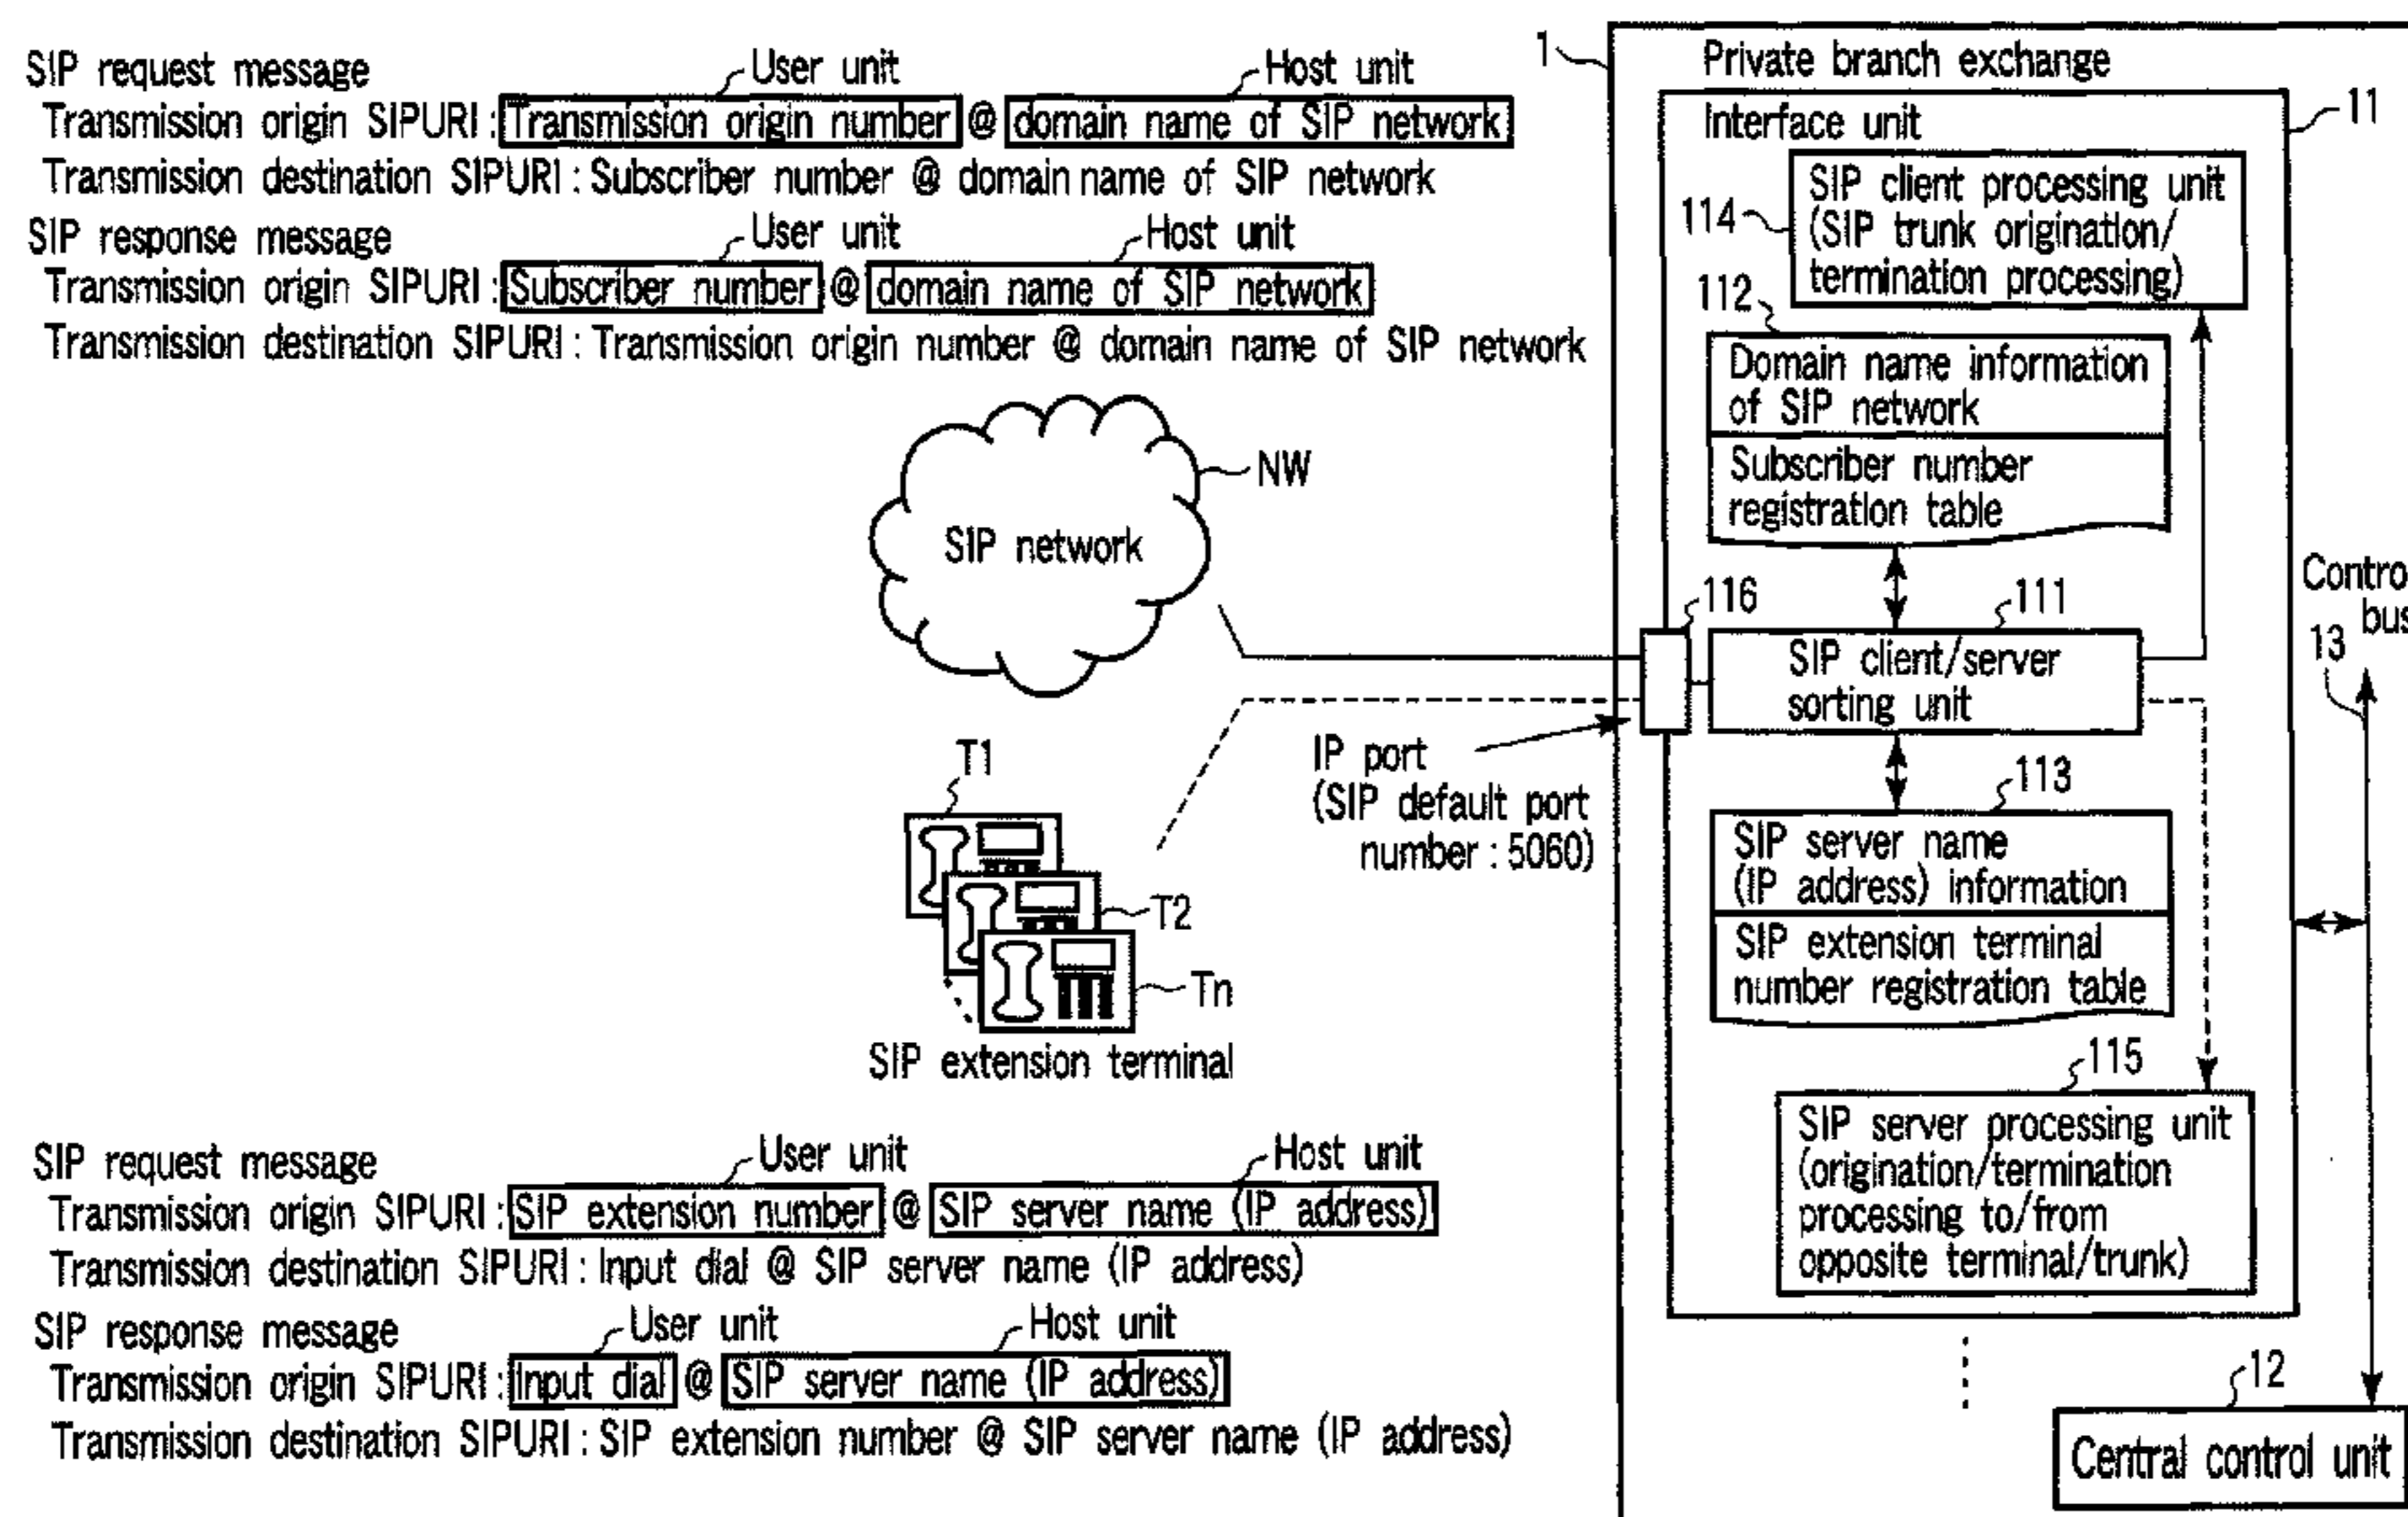 SIP request message
User unit
Host unit
Transmission origin SIPURI : Transmission origin number @ domain name of SIP network
Transmission destination SIPURI : Subscriber number @ domain name of SIP network
SIP response message
User unit
Host unit
Transmission origin SIPURI : Subscriber number @ domain name of SIP network
Transmission destination SIPURI : Transmission origin number @ domain name of SIP network
NW
SIP network
T1
T2
Tn
SIP extension terminal
IP port
(SIP default port
number : 5060)
SIP request message
User unit
Host unit
Transmission origin SIPURI : SIP extension number @ SIP server name (IP address)
Transmission destination SIPURI : Input dial @ SIP server name (IP address)
SIP response message
User unit
Host unit
Transmission origin SIPURI : Input dial @ SIP server name (IP address)
Transmission destination SIPURI : SIP extension number @ SIP server name (IP address)
1
Private branch exchange
11
Interface unit
114
SIP client processing unit
(SIP trunk origination/
termination processing)
112
Domain name information
of SIP network
Subscriber number
registration table
116
111
SIP client/server
sorting unit
113
SIP server name
(IP address) information
SIP extension terminal
number registration table
115
SIP server processing unit
(origination/termination
processing to/from
opposite terminal/trunk)
Contro
bus
13
12
Central control unit